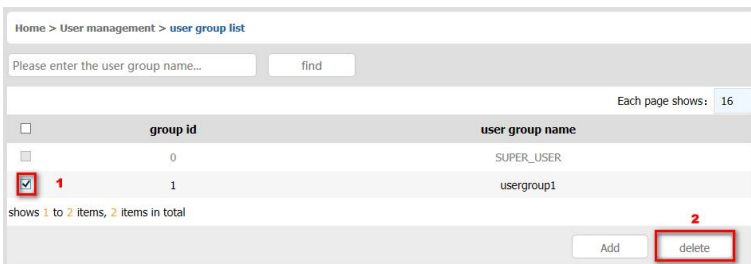 Home > User management > user group list
Please enter the user group name... find
Each page shows: 16
group id user group name
0 SUPER_USER
1 1 usergroup1
shows 1 to 2 items, 2 items in total
2
Add delete